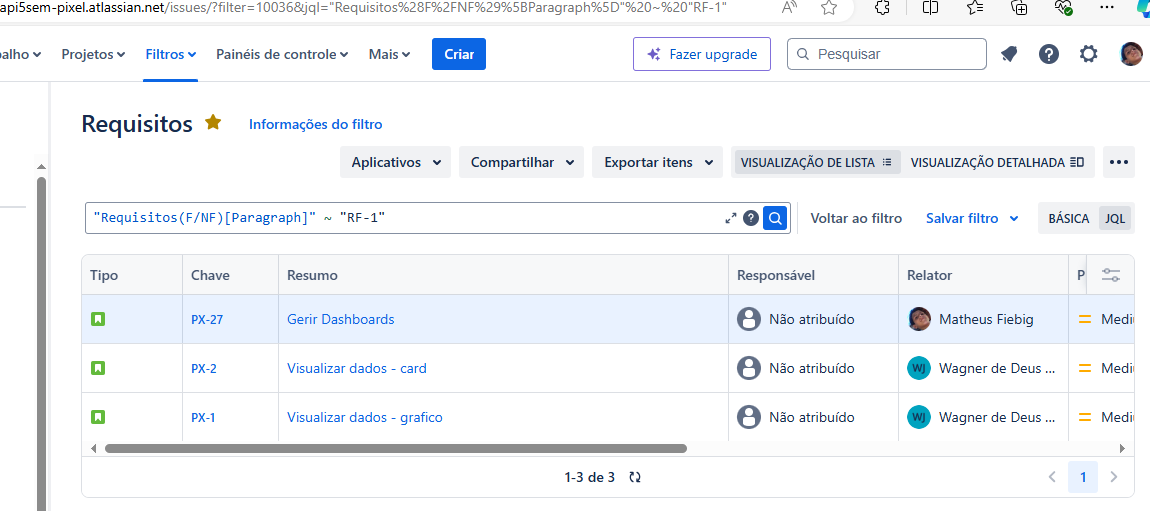 api5sem-pixel.atlassian.net/issues/?filter=10036&jql="Requisitos%28F%2FNF%29%5BParagraph%5D"%20~%20"RF-1"
balho Projetos Filtros Painéis de controle Mais Criar Fazer upgrade Pesquisar
Requisitos Informações do filtro
Aplicativos Compartilhar Exportar itens VISUALIZAÇÃO DE LISTA VISUALIZAÇÃO DETALHADA
"Requisitos(F/NF)[Paragraph]" ~ "RF-1" Voltar ao filtro Salvar filtro BÁSICA JQL
Tipo Chave Resumo Responsável Relator P
PX-27 Gerir Dashboards Não atribuído Matheus Fiebig Mediu
PX-2 Visualizar dados - card Não atribuído WJ Wagner de Deus ... Mediu
PX-1 Visualizar dados - grafico Não atribuído WJ Wagner de Deus ... Mediu
1-3 de 3 1